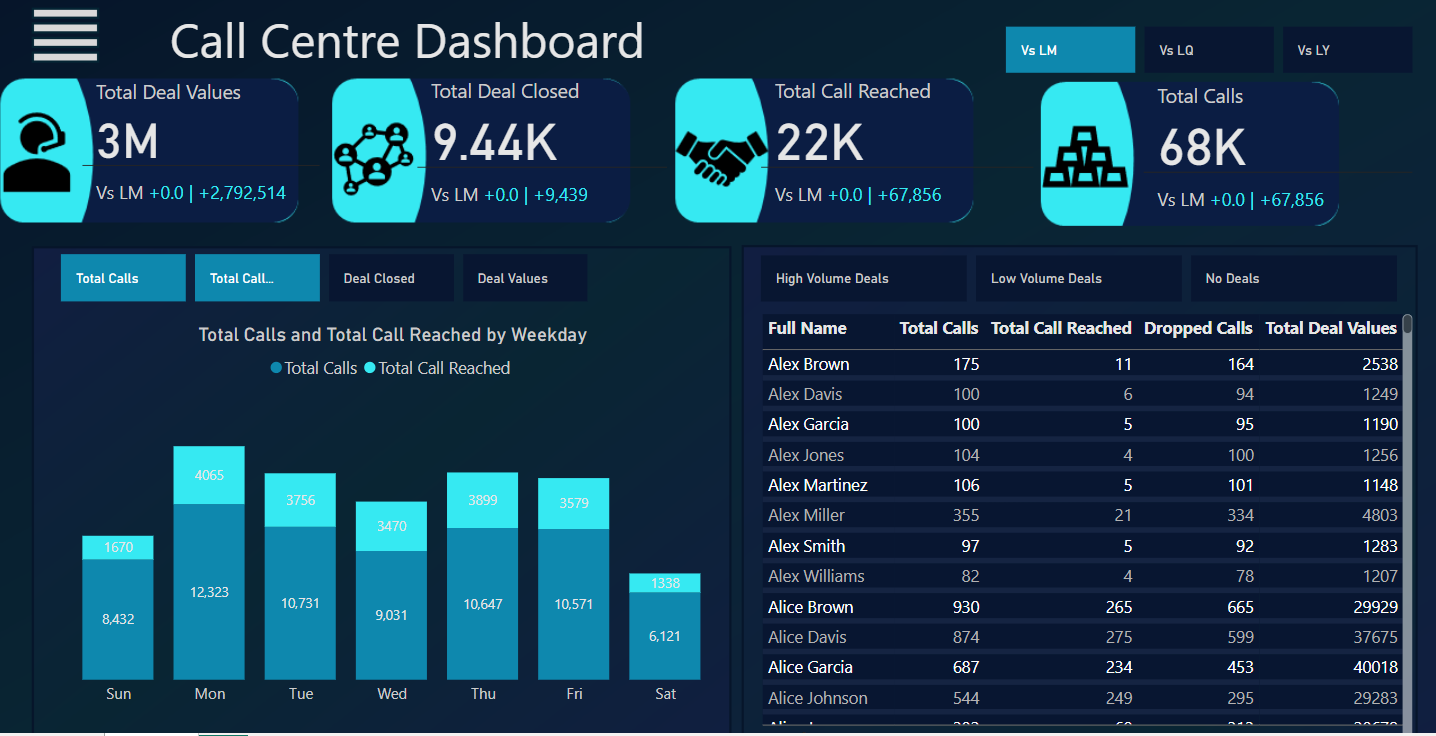 Call Centre Dashboard
Vs LM
Vs LQ
Vs LY
Total Deal Values
3M
Vs LM +0.0 | +2,792,514
Total Deal Closed
9.44K
Vs LM +0.0 | +9,439
Total Call Reached
22K
Vs LM +0.0 | +67,856
Total Calls
68K
Vs LM +0.0 | +67,856
Total Calls
Total Call...
Deal Closed
Deal Values
Total Calls and Total Call Reached by Weekday
Total Calls Total Call Reached
4065
3756
3470
3899
3579
1670
1338
8,432
12,323
10,731
9,031
10,647
10,571
6,121
Sun Mon Tue Wed Thu Fri Sat
High Volume Deals
Low Volume Deals
No Deals
Full Name Total Calls Total Call Reached Dropped Calls Total Deal Values
Alex Brown 175 11 164 2538
Alex Davis 100 6 94 1249
Alex Garcia 100 5 95 1190
Alex Jones 104 4 100 1256
Alex Martinez 106 5 101 1148
Alex Miller 355 21 334 4803
Alex Smith 97 5 92 1283
Alex Williams 82 4 78 1207
Alice Brown 930 265 665 29929
Alice Davis 874 275 599 37675
Alice Garcia 687 234 453 40018
Alice Johnson 544 249 295 29283